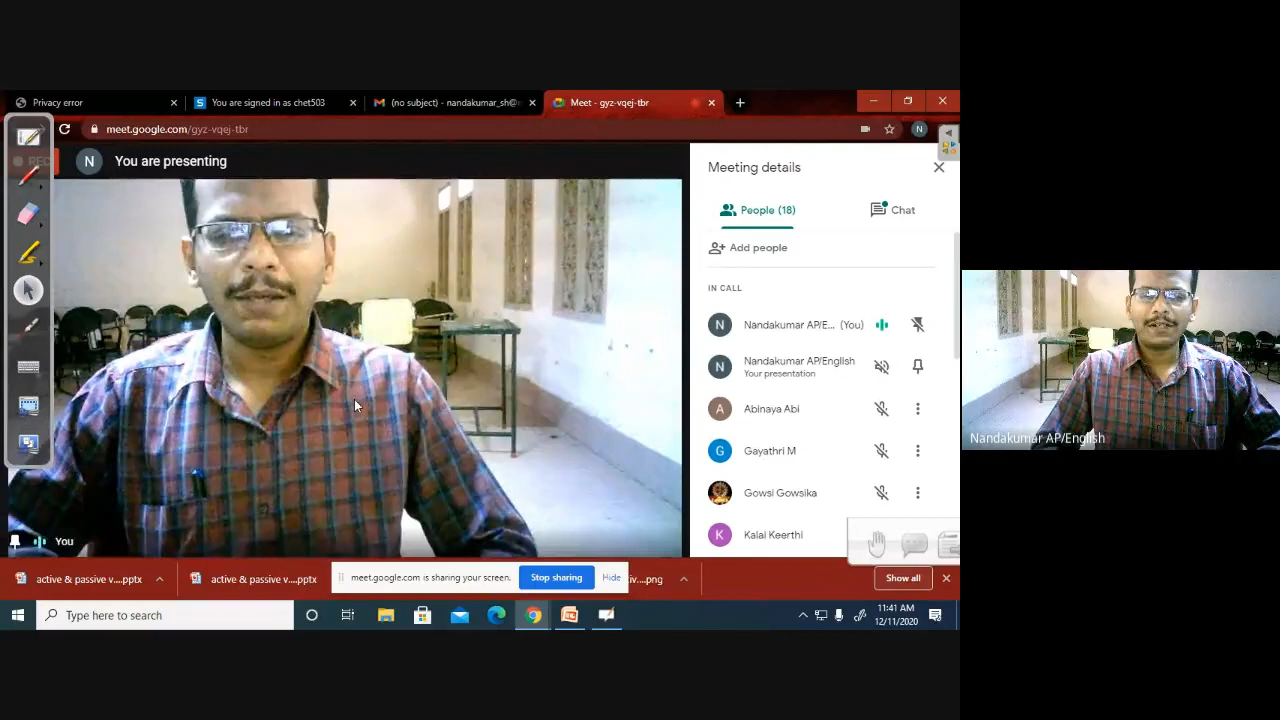 Privacy error
You are signed in as chet503
(no subject) - nandakumar_sh@
Meet - gyz-vqej-tbr
meet.google.com/gyz-vqej-tbr
N
REC
N You are presenting
Meeting details
People (18)
Chat
Add people
IN CALL
N Nandakumar AP/E... (You)
N Nandakumar AP/English
Your presentation
A Abinaya Abi
G Gayathri M
Gowsi Gowsika
K Kalai Keerthi
You
Nandakumar AP/English
active & passive v....pptx
active & passive v....pptx
meet.google.com is sharing your screen.
Stop sharing
Hide
iv...png
Show all
Type here to search
11:41 AM
12/11/2020